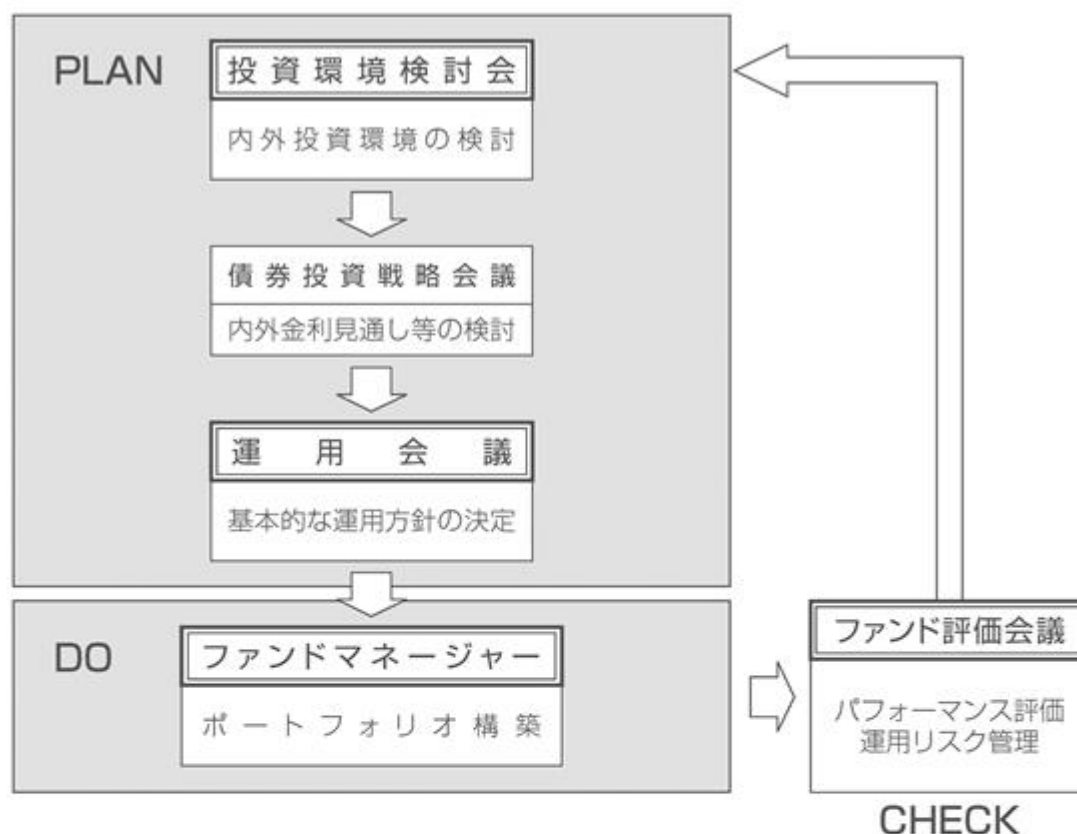 PLAN
投資環境検討会
内外投資環境の検討
債券投資戦略会議
内外金利見通し等の検討
運用会議
基本的な運用方針の決定
DO
ファンドマネージャー
ポートフォリオ構築
ファンド評価会議
パフォーマンス評価
運用リスク管理
CHECK